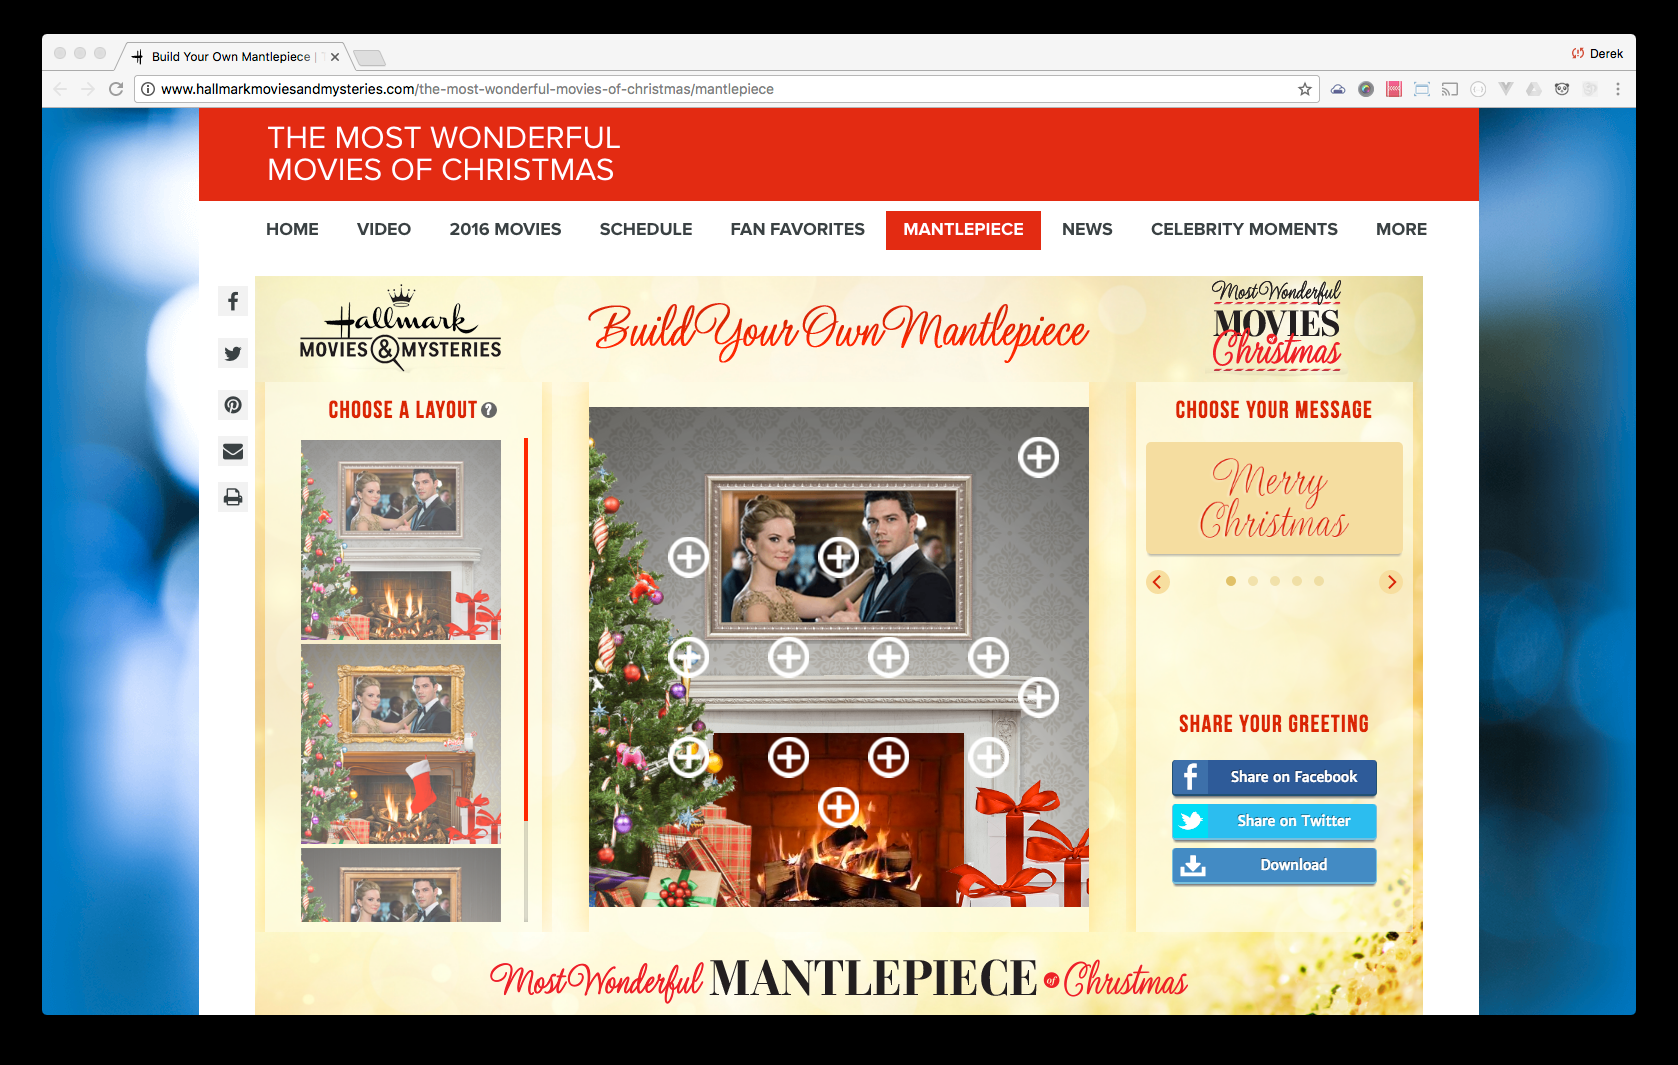 Build Your Own Mantlepiece |
Derek
www.hallmarkmoviesandmysteries.com/the-most-wonderful-movies-of-christmas/mantlepiece
THE MOST WONDERFUL
MOVIES OF CHRISTMAS
HOME VIDEO 2016 MOVIES SCHEDULE FAN FAVORITES MANTLEPIECE NEWS CELEBRITY MOMENTS MORE
Hallmark
MOVIES & MYSTERIES
Build Your Own Mantlepiece
Most Wonderful
MOVIES
of
Christmas
CHOOSE A LAYOUT ?
CHOOSE YOUR MESSAGE
Merry
Christmas
SHARE YOUR GREETING
Share on Facebook
Share on Twitter
Download
Most Wonderful MANTLEPIECE of Christmas